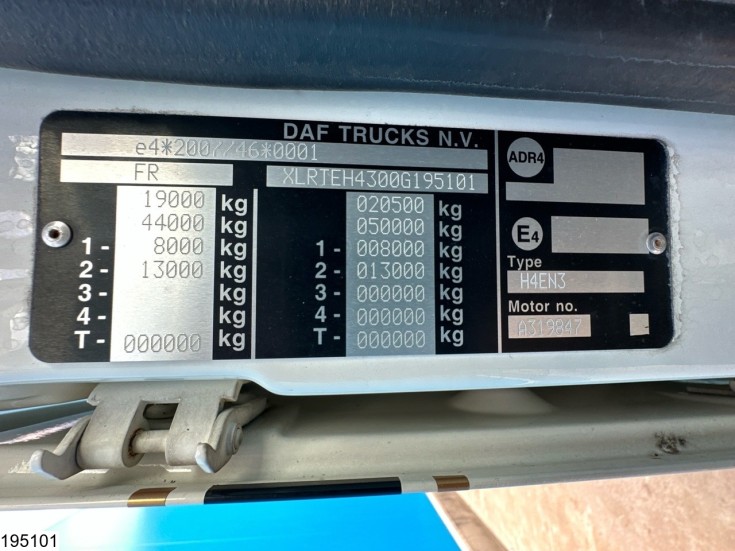 DAF TRUCKS N.V.
e4*2007/46*0001
FR XLRTEH4300G195101
19000 kg 020500 kg
44000 kg 050000 kg
1- 8000 kg 1- 008000 kg
2- 13000 kg 2- 013000 kg
3- kg 3- 000000 kg
4- kg 4- 000000 kg
T- 000000 kg T- 000000 kg
ADR4
E4
Type
H4EN3
Motor no.
A319847
195101